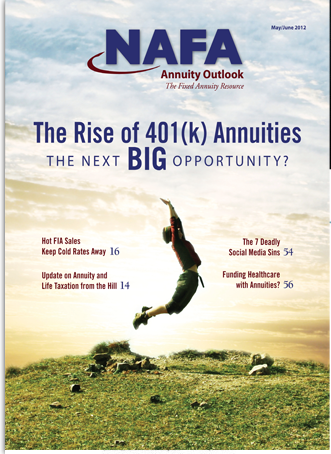 May/June 2012
NAFA
Annuity Outlook
The Fixed Annuity Resource
The Rise of 401(k) Annuities
THE NEXT BIG OPPORTUNITY?
Hot FIA Sales
Keep Cold Rates Away 16
Update on Annuity and
Life Taxation from the Hill 14
The 7 Deadly
Social Media Sins 54
Funding Healthcare
with Annuities? 56